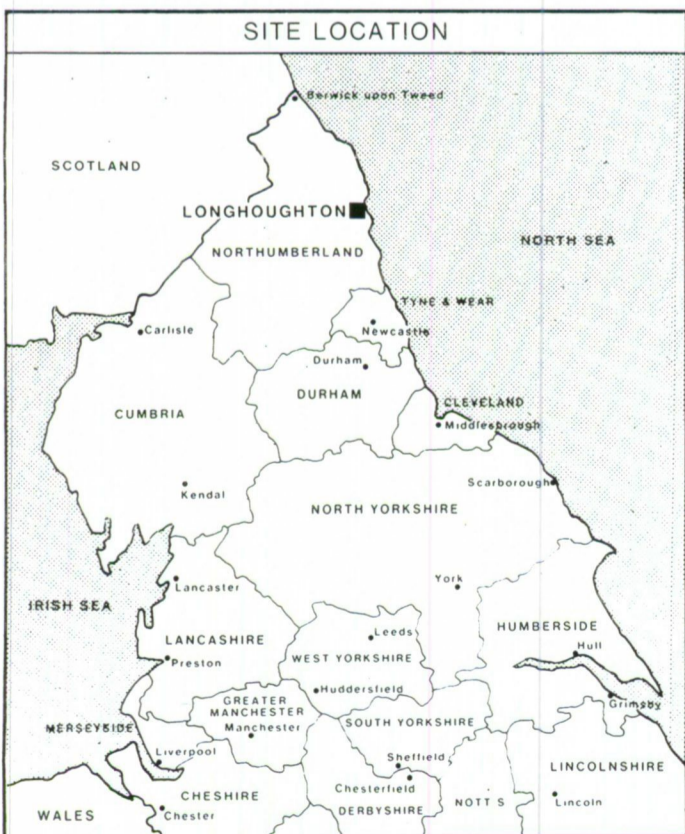 SITE LOCATION
Berwick upon Tweed
SCOTLAND
LONGHOUGHTON
NORTH SEA
NORTHUMBERLAND
TYNE & WEAR
Carlisle
Newcastle
Durham
DURHAM
CLEVELAND
CUMBRIA
Middlesbrough
Scarborough
Kendal
NORTH YORKSHIRE
York
Lancaster
IRISH SEA
HUMBERSIDE
LANCASHIRE
Leeds
Hull
WEST YORKSHIRE
Preston
Huddersfield
GREATER
MANCHESTER
Grimsby
SOUTH YORKSHIRE
MERSEYSIDE
Manchester
Liverpool
Sheffield
LINCOLNSHIRE
Chesterfield
CHESHIRE
NOTTS
Lincoln
WALES
Chester
DERBYSHIRE